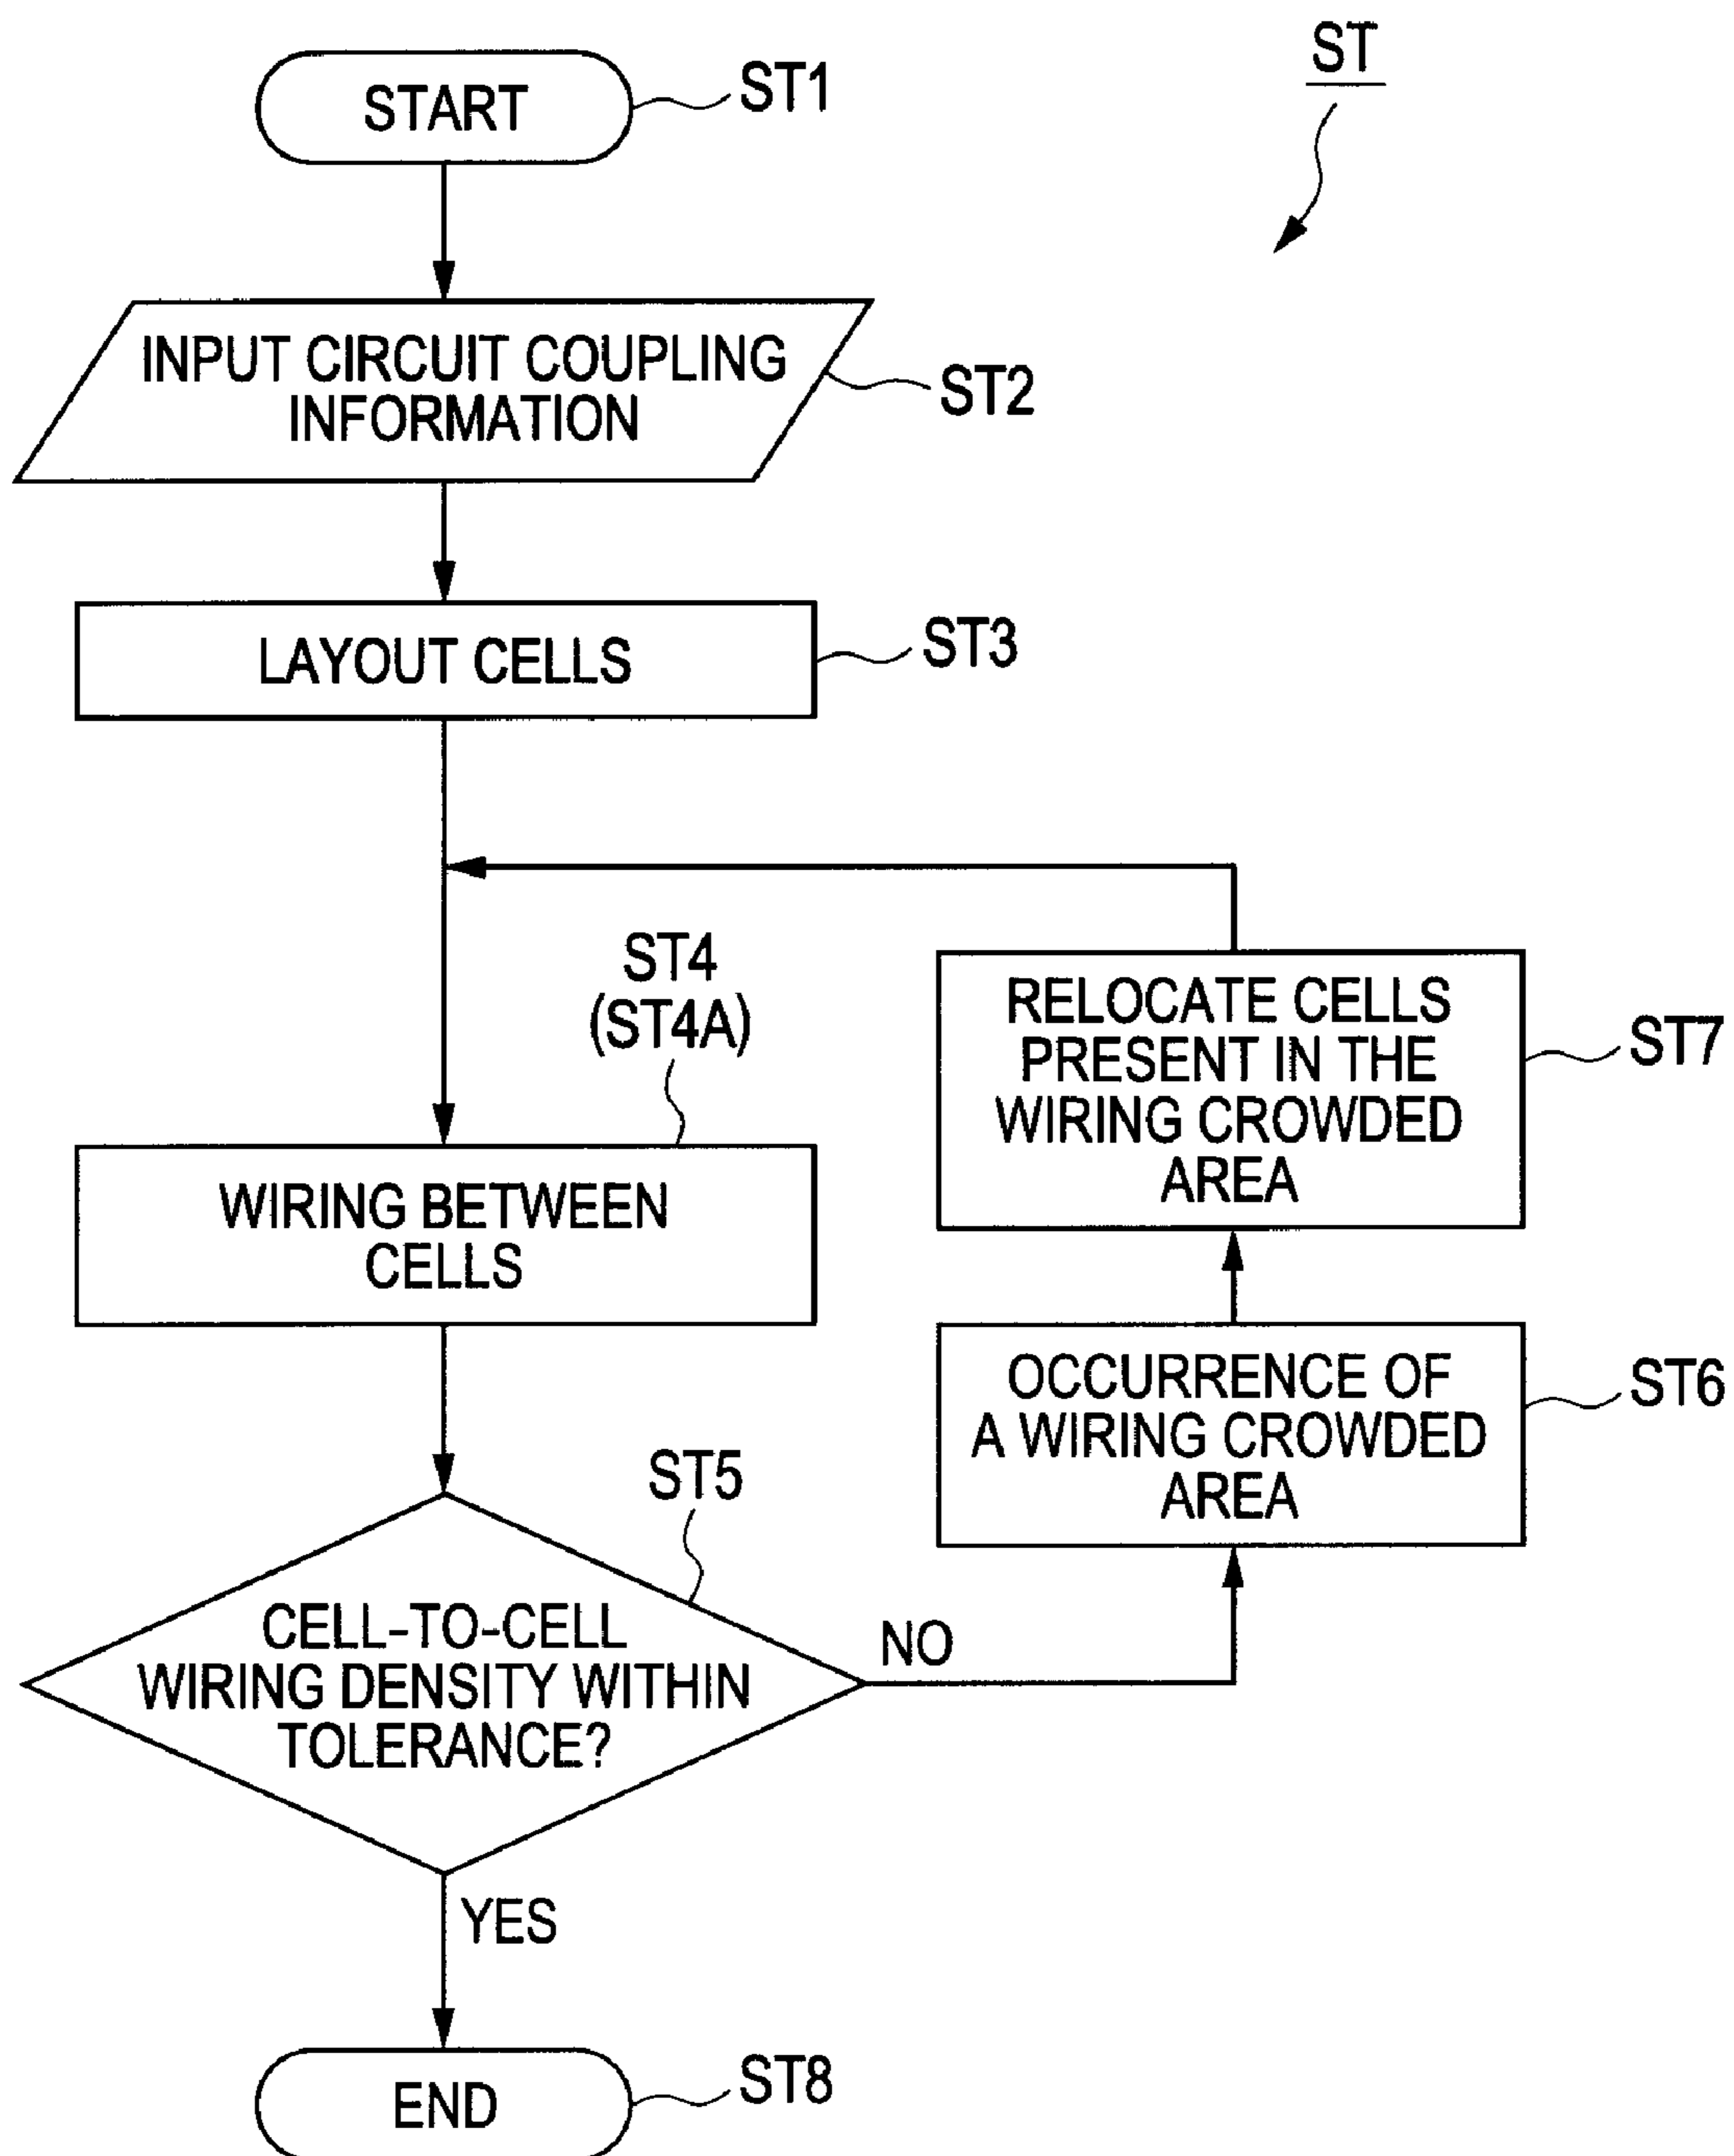 ST
START
ST1
INPUT CIRCUIT COUPLING
INFORMATION
ST2
LAYOUT CELLS
ST3
ST4
(ST4A)
WIRING BETWEEN
CELLS
RELOCATE CELLS
PRESENT IN THE
WIRING CROWDED
AREA
ST7
OCCURRENCE OF
A WIRING CROWDED
AREA
ST6
ST5
CELL-TO-CELL
WIRING DENSITY WITHIN
TOLERANCE?
NO
YES
END
ST8